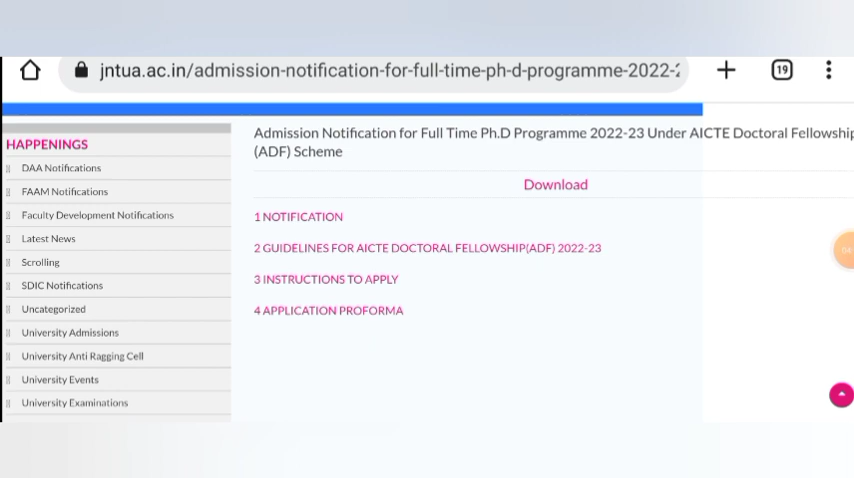 jntua.ac.in/admission-notification-for-full-time-ph-d-programme-2022-2
19
HAPPENINGS
DAA Notifications
FAAM Notifications
Faculty Development Notifications
Latest News
Scrolling
SDIC Notifications
Uncategorized
University Admissions
University Anti Ragging Cell
University Events
University Examinations
Admission Notification for Full Time Ph.D Programme 2022-23 Under AICTE Doctoral Fellowship
(ADF) Scheme
Download
1 NOTIFICATION
2 GUIDELINES FOR AICTE DOCTORAL FELLOWSHIP(ADF) 2022-23
3 INSTRUCTIONS TO APPLY
4 APPLICATION PROFORMA